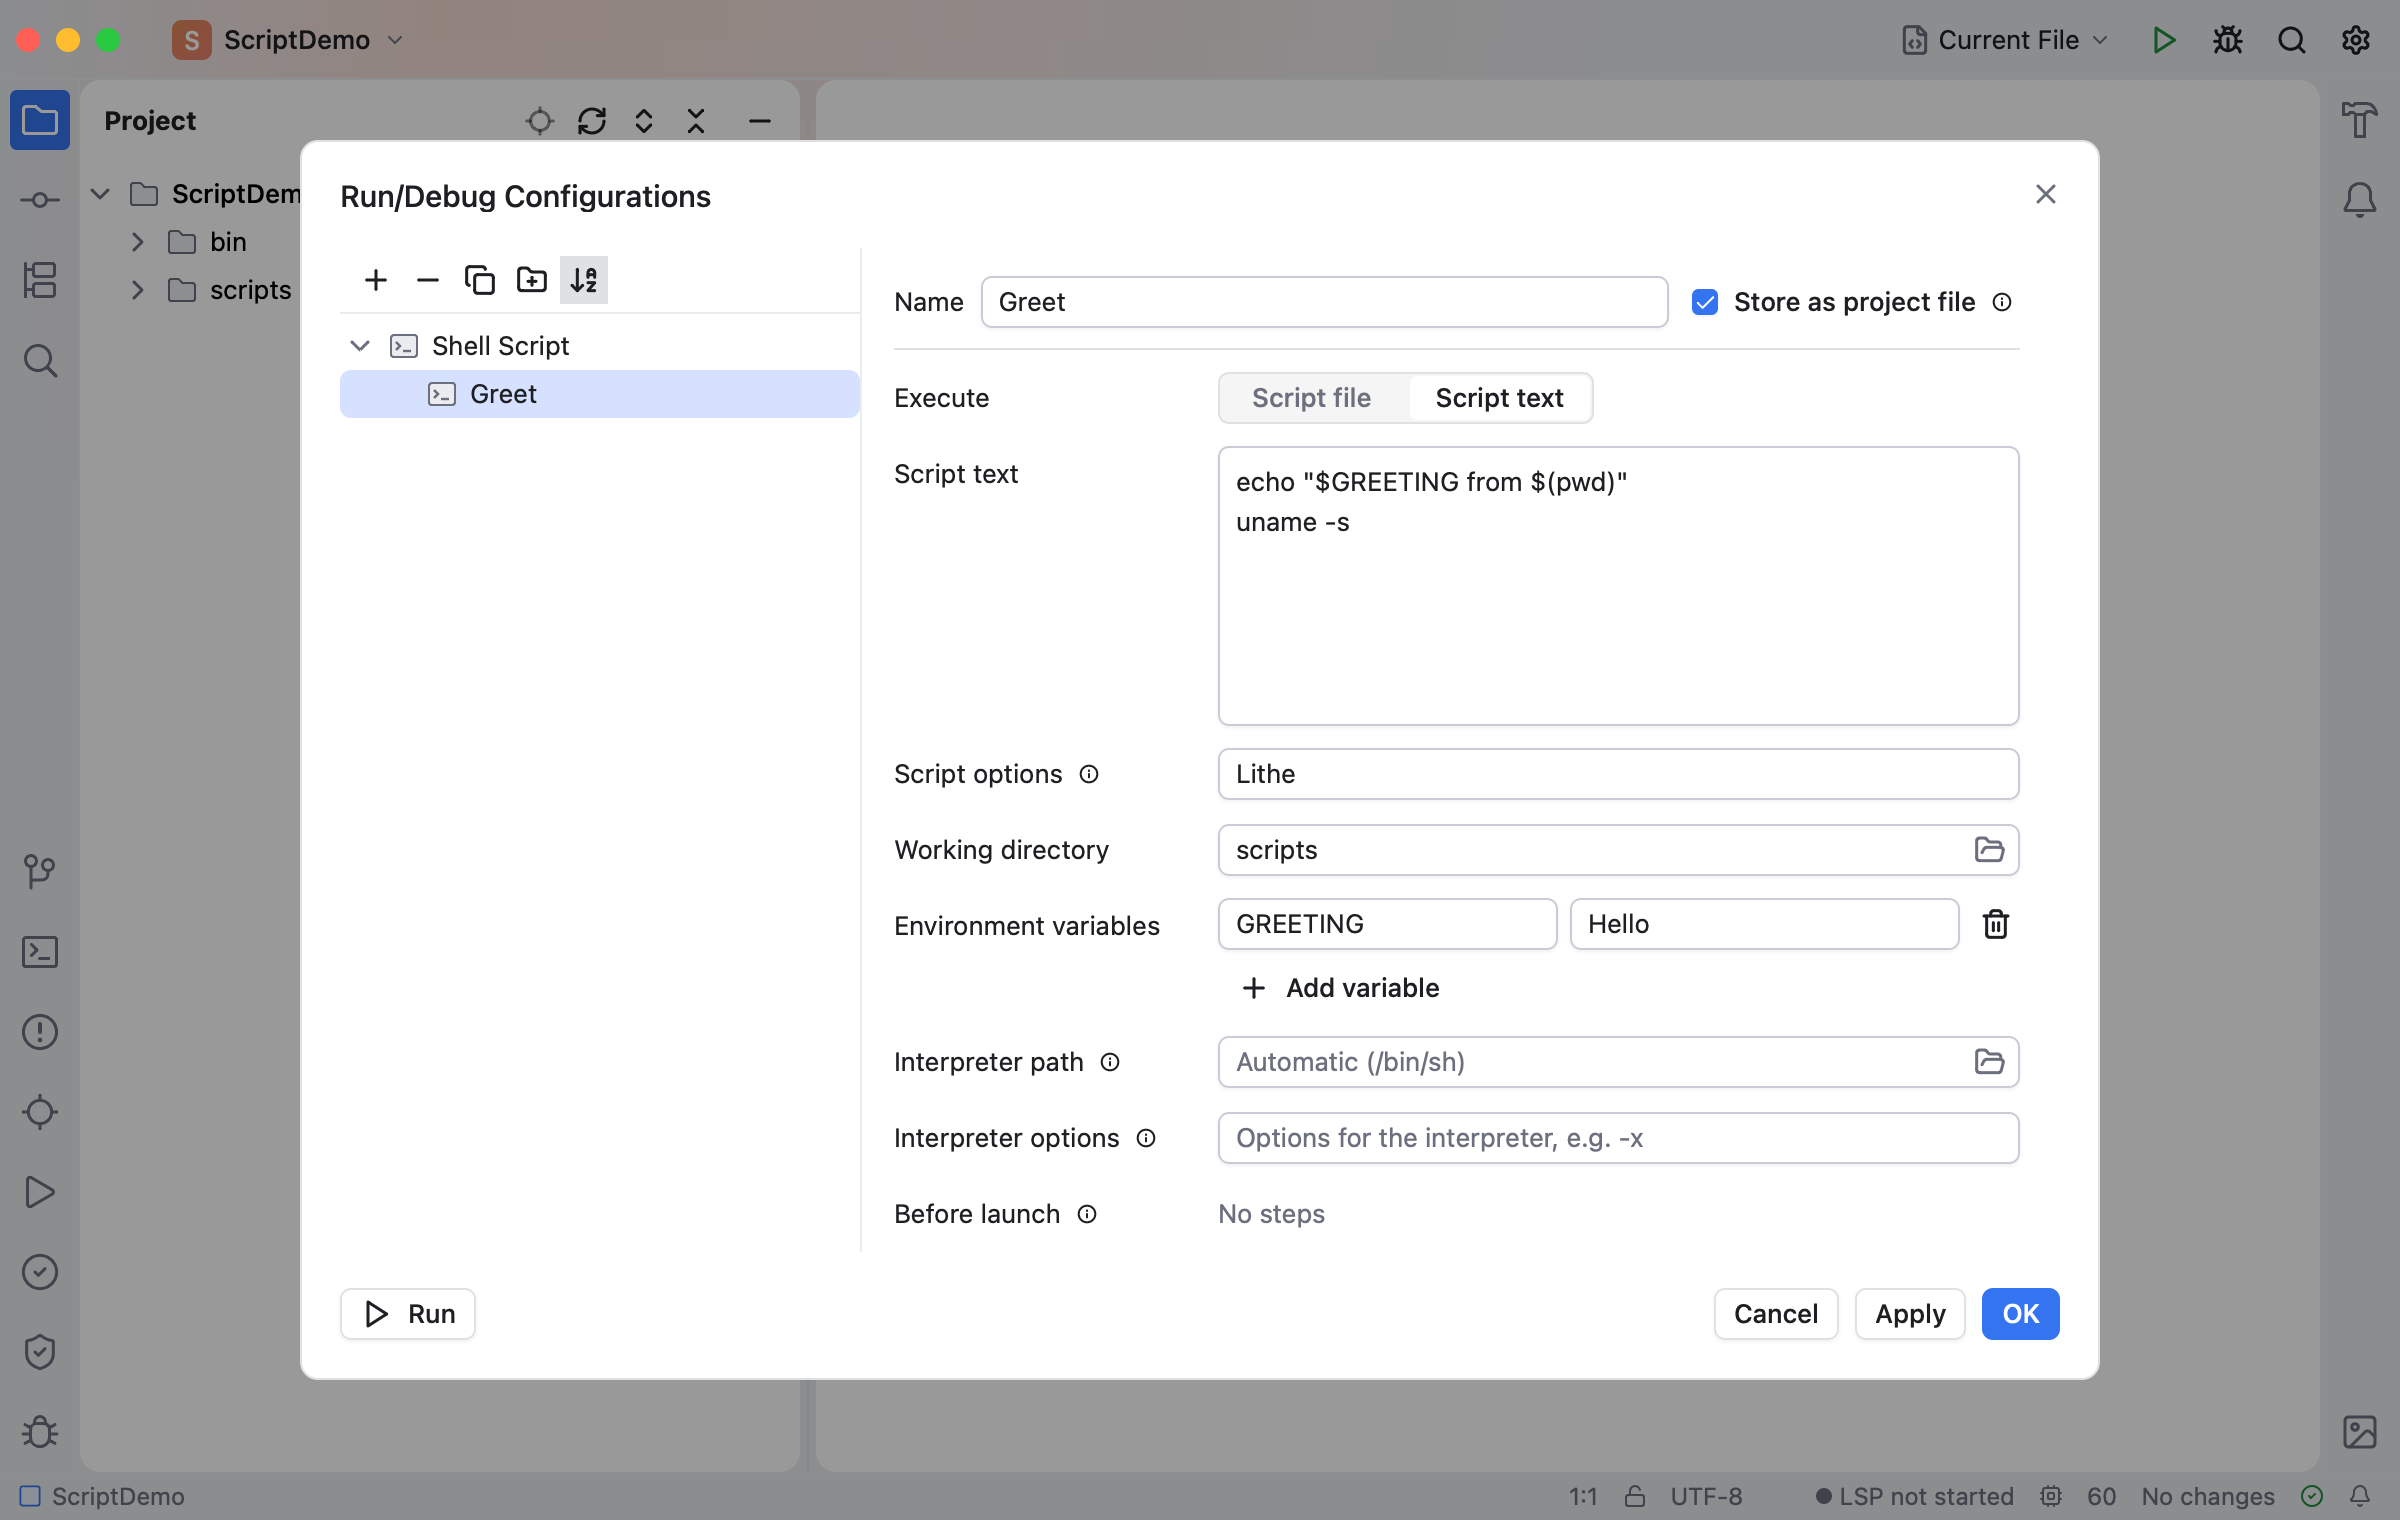 S ScriptDemo
Current File
Project
ScriptDem
bin
scripts
Run/Debug Configurations
Shell Script
Greet
Name
Greet
Store as project file
Execute
Script file
Script text
Script text
echo "$GREETING from $(pwd)"
uname -s
Script options
Lithe
Working directory
scripts
Environment variables
GREETING
Hello
Add variable
Interpreter path
Automatic (/bin/sh)
Interpreter options
Options for the interpreter, e.g. -x
Before launch
No steps
Run
Cancel
Apply
OK
ScriptDemo
1:1
UTF-8
LSP not started
60
No changes